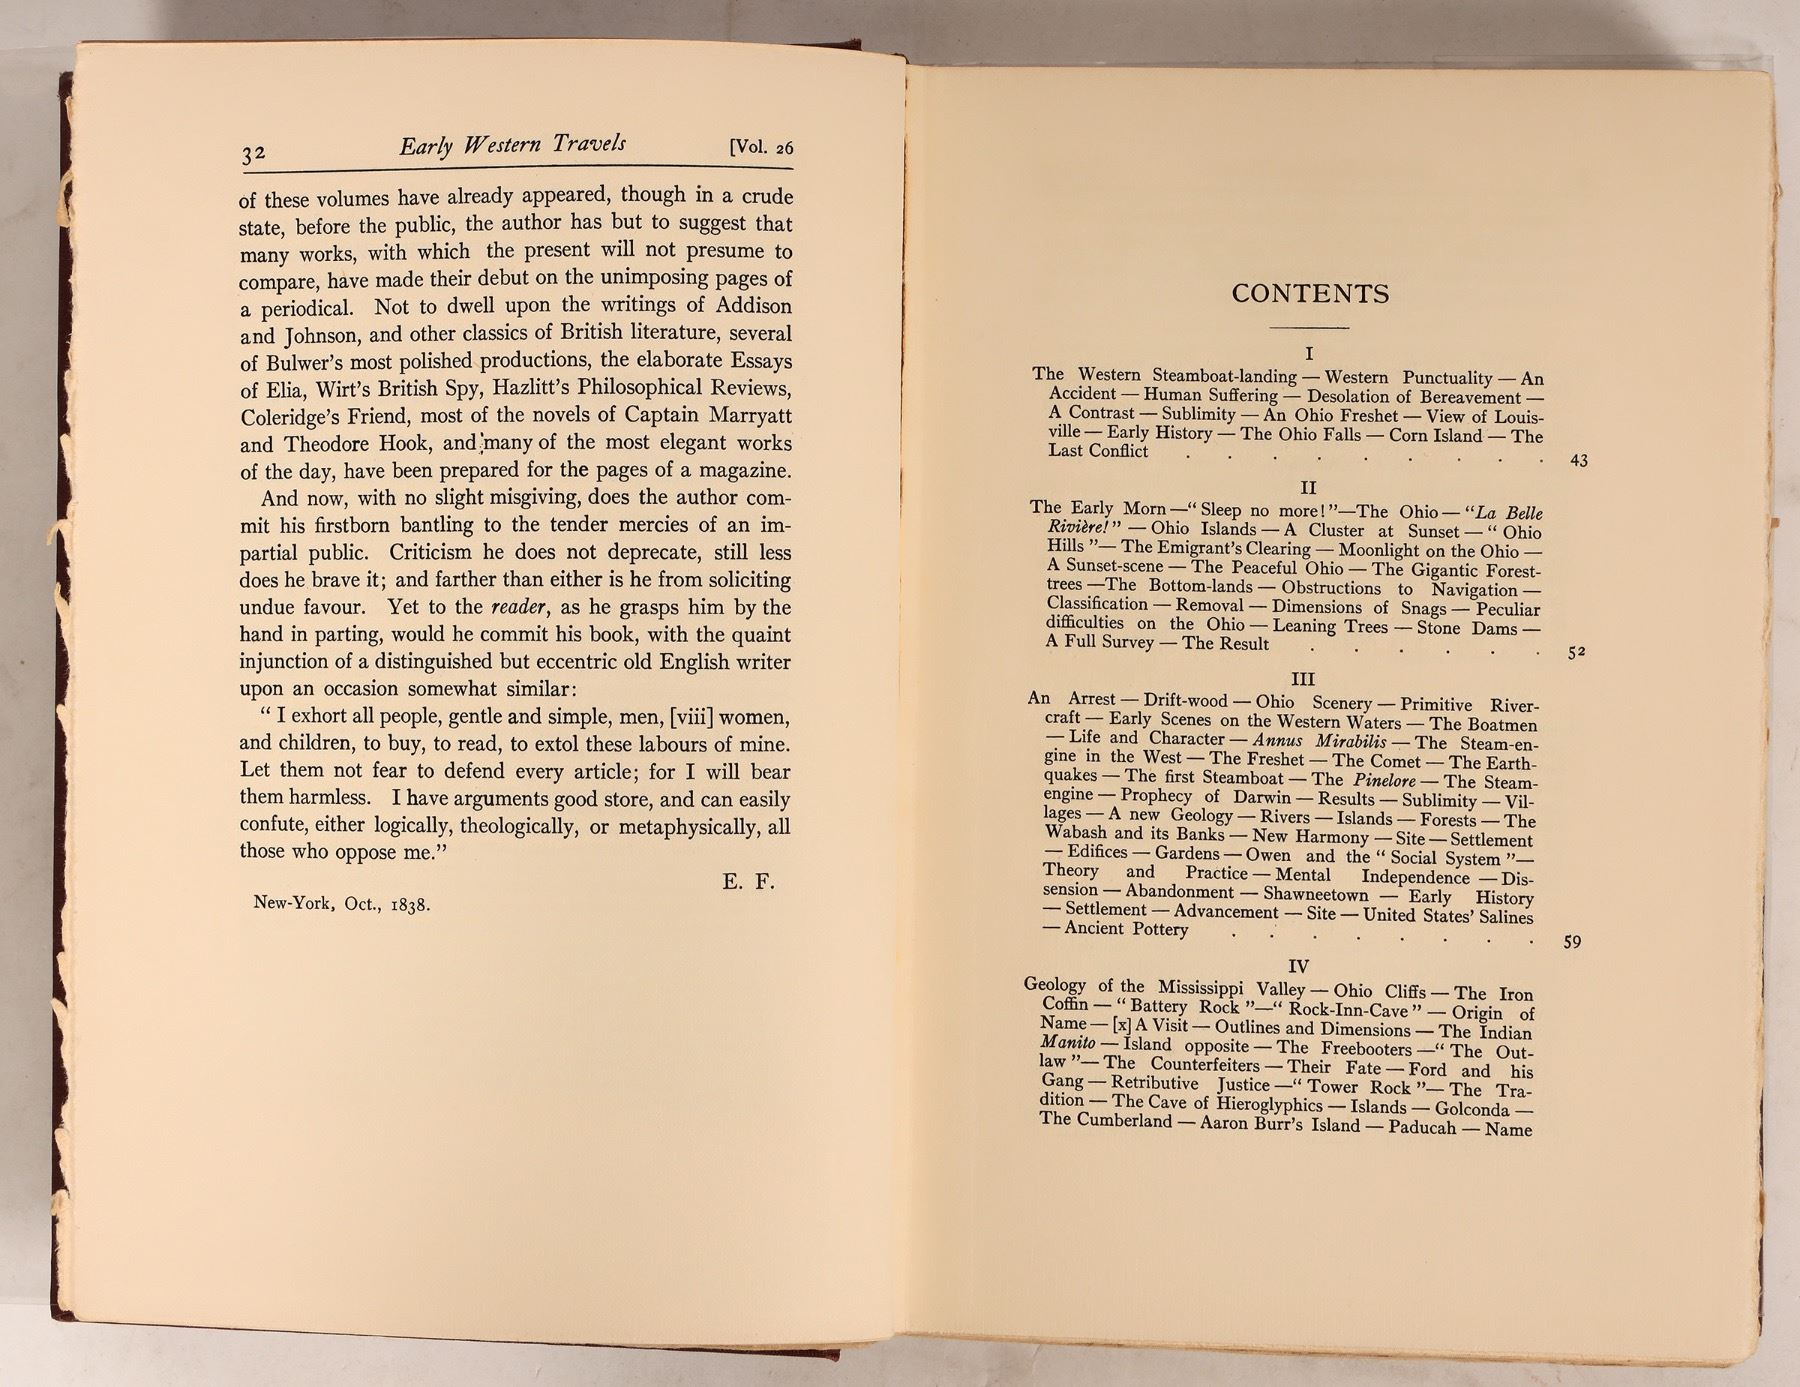 32 Early Western Travels [Vol. 26
of these volumes have already appeared, though in a crude
state, before the public, the author has but to suggest that
many works, with which the present will not presume to
compare, have made their debut on the unimposing pages of
a periodical. Not to dwell upon the writings of Addison
and Johnson, and other classics of British literature, several
of Bulwer's most polished productions, the elaborate Essays
of Elia, Wirt's British Spy, Hazlitt's Philosophical Reviews,
Coleridge's Friend, most of the novels of Captain Marryatt
and Theodore Hook, and many of the most elegant works
of the day, have been prepared for the pages of a magazine.
And now, with no slight misgiving, does the author com-
mit his firstborn bantling to the tender mercies of an im-
partial public. Criticism he does not deprecate, still less
does he brave it; and farther than either is he from soliciting
undue favour. Yet to the reader, as he grasps him by the
hand in parting, would he commit his book, with the quaint
injunction of a distinguished but eccentric old English writer
upon an occasion somewhat similar:
" I exhort all people, gentle and simple, men, [viii] women,
and children, to buy, to read, to extol these labours of mine.
Let them not fear to defend every article; for I will bear
them harmless. I have arguments good store, and can easily
confute, either logically, theologically, or metaphysically, all
those who oppose me."
E. F.
New-York, Oct., 1838.
CONTENTS
I
The Western Steamboat-landing — Western Punctuality — An
Accident — Human Suffering — Desolation of Bereavement —
A Contrast — Sublimity — An Ohio Freshet — View of Louis-
ville — Early History — The Ohio Falls — Corn Island — The
Last Conflict . . . . . . . . . 43
II
The Early Morn —" Sleep no more! "—The Ohio — "La Belle
Rivière! " — Ohio Islands — A Cluster at Sunset — " Ohio
Hills "— The Emigrant's Clearing — Moonlight on the Ohio —
A Sunset-scene — The Peaceful Ohio — The Gigantic Forest-
trees —The Bottom-lands — Obstructions to Navigation —
Classification — Removal — Dimensions of Snags — Peculiar
difficulties on the Ohio — Leaning Trees — Stone Dams —
A Full Survey — The Result . . . . . . 52
III
An Arrest — Drift-wood — Ohio Scenery — Primitive River-
craft — Early Scenes on the Western Waters — The Boatmen
— Life and Character — Annus Mirabilis — The Steam-en-
gine in the West — The Freshet — The Comet — The Earth-
quakes — The first Steamboat — The Pinelore — The Steam-
engine — Prophecy of Darwin — Results — Sublimity — Vil-
lages — A new Geology — Rivers — Islands — Forests — The
Wabash and its Banks — New Harmony — Site — Settlement
— Edifices — Gardens — Owen and the " Social System "—
Theory and Practice — Mental Independence — Dis-
sension — Abandonment — Shawneetown — Early History
— Settlement — Advancement — Site — United States' Salines
— Ancient Pottery . . . . . . . . 59
IV
Geology of the Mississippi Valley — Ohio Cliffs — The Iron
Coffin — " Battery Rock "—" Rock-Inn-Cave " — Origin of
Name — [x] A Visit — Outlines and Dimensions — The Indian
Manito — Island opposite — The Freebooters —" The Out-
law "— The Counterfeiters — Their Fate — Ford and his
Gang — Retributive Justice —" Tower Rock "— The Tra-
dition — The Cave of Hieroglyphics — Islands — Golconda —
The Cumberland — Aaron Burr's Island — Paducah — Name